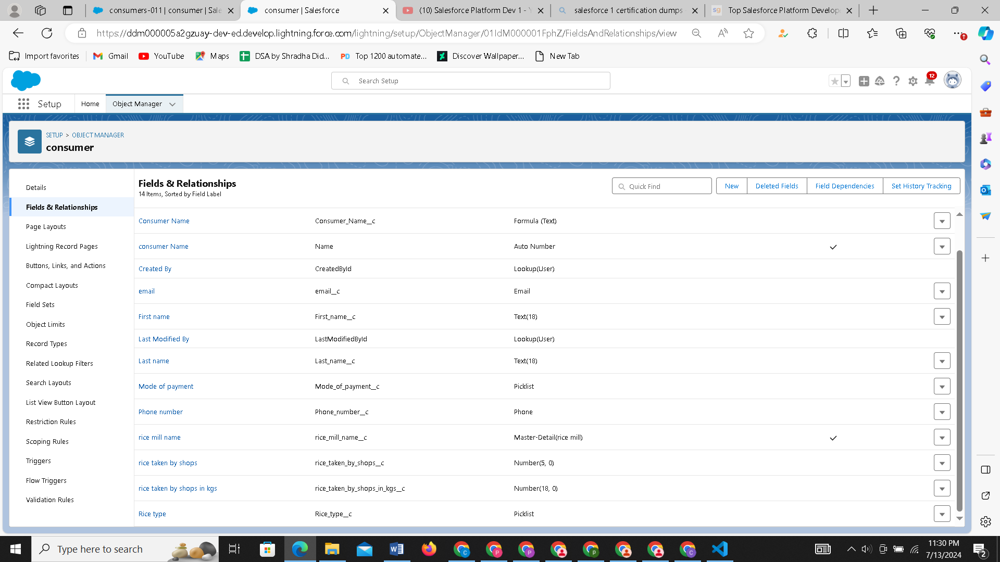 consumers-011 | consumer | Sale
consumer | Salesforce
(10) Salesforce Platform Dev 1 - Y
salesforce 1 certification dumps
sg Top Salesforce Platform Develope
https://ddm000005a2gzuay-dev-ed.develop.lightning.force.com/lightning/setup/ObjectManager/01IdM000001FphZ/FieldsAndRelationships/view
Import favorites
Gmail
YouTube
Maps
DSA by Shradha Did...
PD Top 1200 automate...
Discover Wallpaper...
New Tab
Search Setup
12
Setup
Home
Object Manager
SETUP > OBJECT MANAGER
consumer
Details
Fields & Relationships
Page Layouts
Lightning Record Pages
Buttons, Links, and Actions
Compact Layouts
Field Sets
Object Limits
Record Types
Related Lookup Filters
Search Layouts
List View Button Layout
Restriction Rules
Scoping Rules
Triggers
Flow Triggers
Validation Rules
Fields & Relationships
14 Items, Sorted by Field Label
Quick Find
New
Deleted Fields
Field Dependencies
Set History Tracking
Consumer Name Consumer_Name__c Formula (Text)
consumer Name Name Auto Number
Created By CreatedById Lookup(User)
email email__c Email
First name First_name__c Text(18)
Last Modified By LastModifiedById Lookup(User)
Last name Last_name__c Text(18)
Mode of payment Mode_of_payment__c Picklist
Phone number Phone_number__c Phone
rice mill name rice_mill_name__c Master-Detail(rice mill)
rice taken by shops rice_taken_by_shops__c Number(5, 0)
rice taken by shops in kgs rice_taken_by_shops_in_kgs__c Number(18, 0)
Rice type Rice_type__c Picklist
Type here to search
11:30 PM
7/13/2024
2